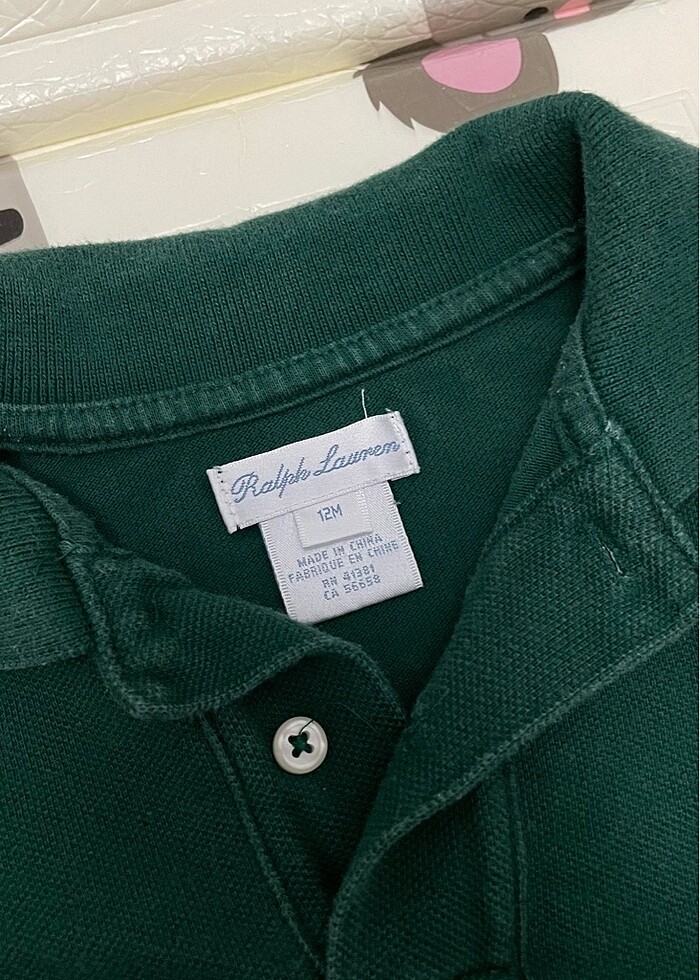 Ralph Lauren
12M
MADE IN CHINA
FABRIQUE EN CHINE
RN 41381
CA 56658